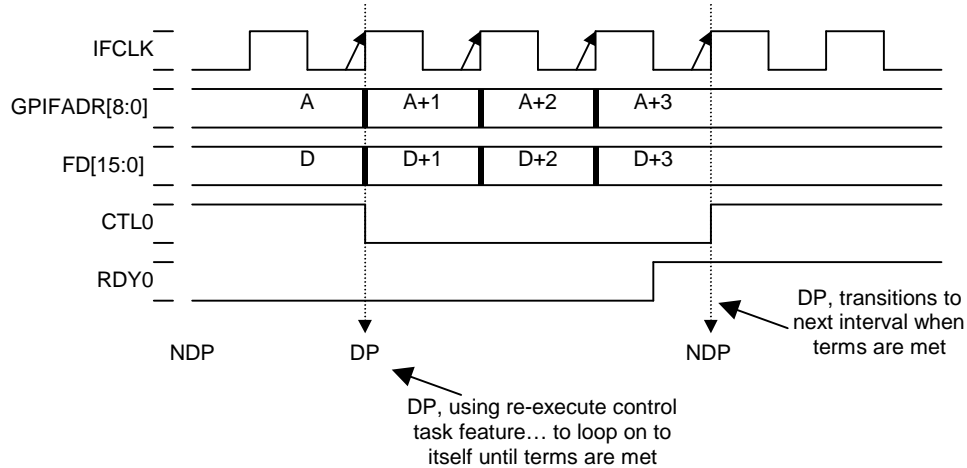 IFCLK
GPIFADR[8:0]
A
A+1
A+2
A+3
FD[15:0]
D
D+1
D+2
D+3
CTL0
RDY0
NDP
DP
NDP
DP, transitions to
next interval when
terms are met
DP, using re-execute control
task feature… to loop on to
itself until terms are met